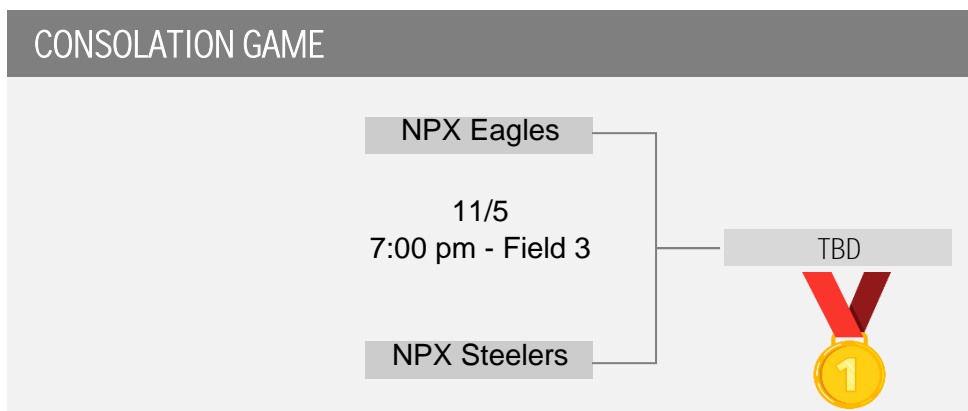 CONSOLATION GAME
NPX Eagles
11/5
7:00 pm - Field 3
TBD
1
NPX Steelers